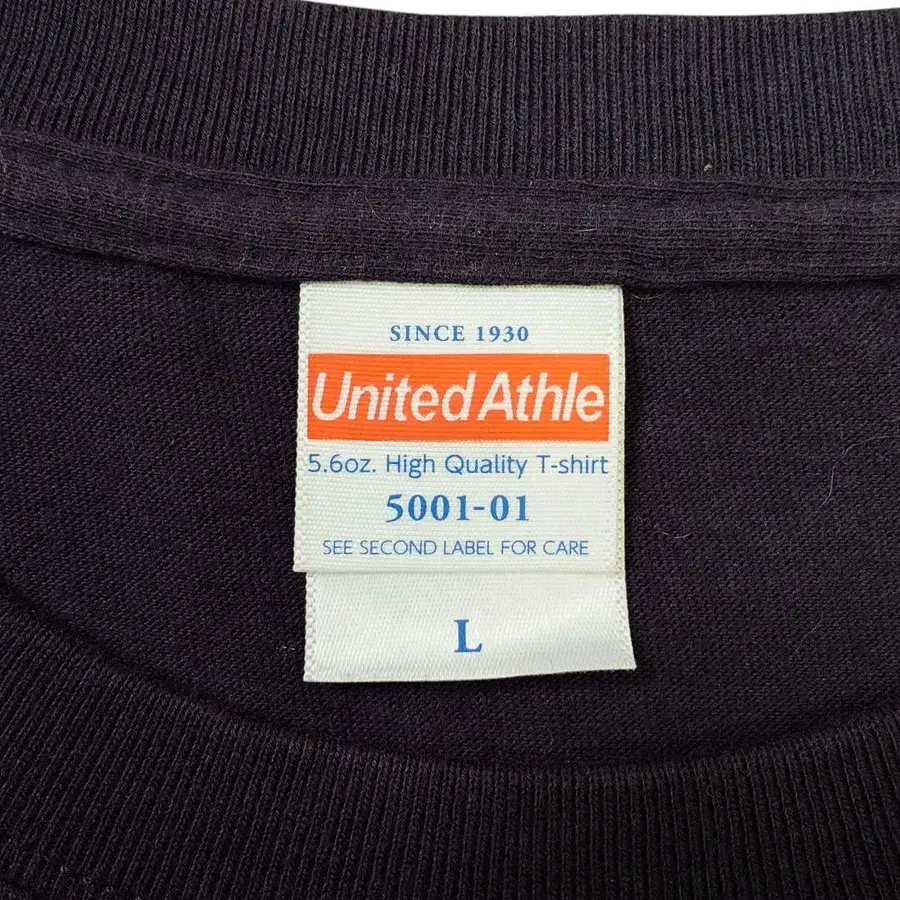 SINCE 1930
United Athle
5.6oz. High Quality T-shirt
5001-01
SEE SECOND LABEL FOR CARE
L